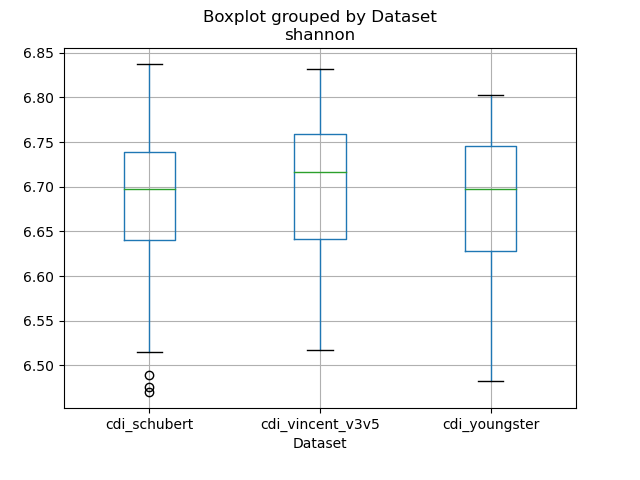 Boxplot grouped by Dataset
shannon
6.85
6.80
6.75
6.70
6.65
6.60
6.55
6.50
cdi_schubert
cdi_vincent_v3v5
cdi_youngster
Dataset